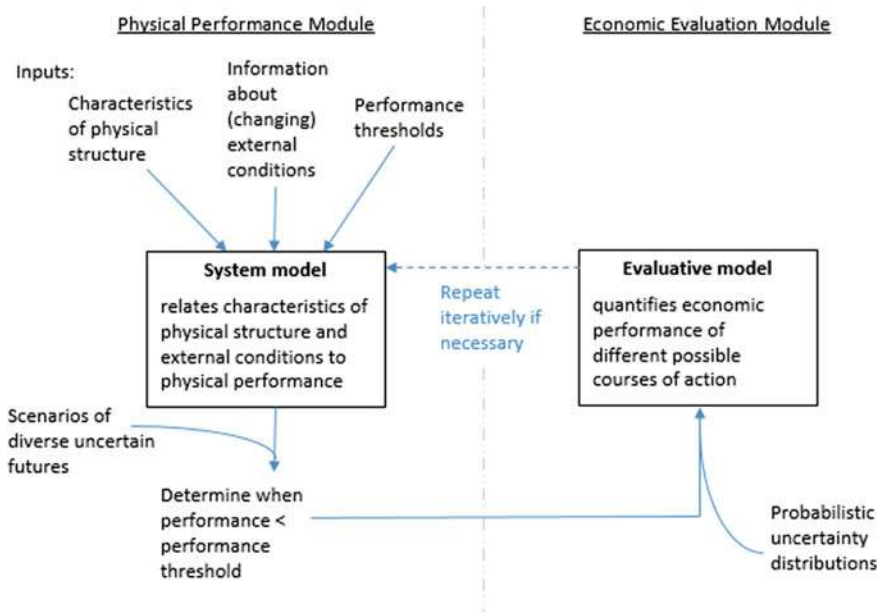 Physical Performance Module
Economic Evaluation Module
Inputs:
Characteristics
of physical
structure
Information
about
(changing)
external
conditions
Performance
thresholds
System model
relates characteristics of
physical structure and
external conditions to
physical performance
Repeat
iteratively if
necessary
Evaluative model
quantifies economic
performance of
different possible
courses of action
Scenarios of
diverse uncertain
futures
Determine when
performance <
performance
threshold
Probabilistic
uncertainty
distributions